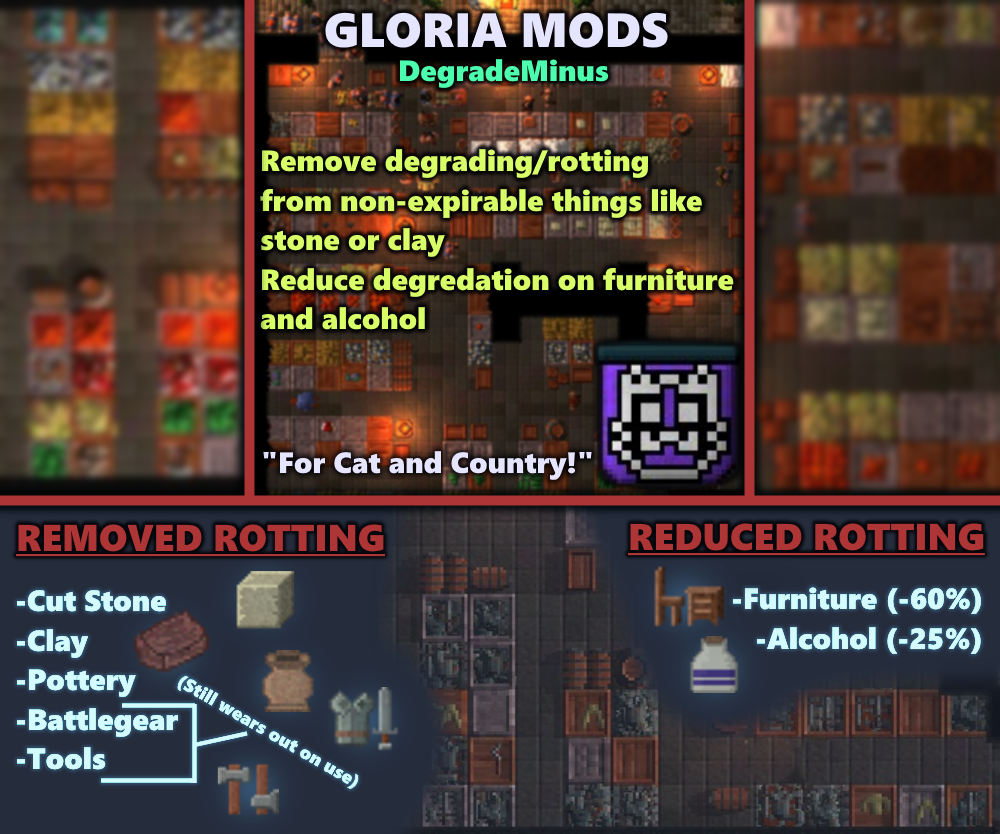 GLORIA MODS
DegradeMinus
Remove degrading/rotting
from non-expirable things like
stone or clay
Reduce degredation on furniture
and alcohol
"For Cat and Country!"
REMOVED ROTTING
-Cut Stone
-Clay
-Pottery
-Battlegear
-Tools
(Still wears out on use)
REDUCED ROTTING
-Furniture (-60%)
-Alcohol (-25%)